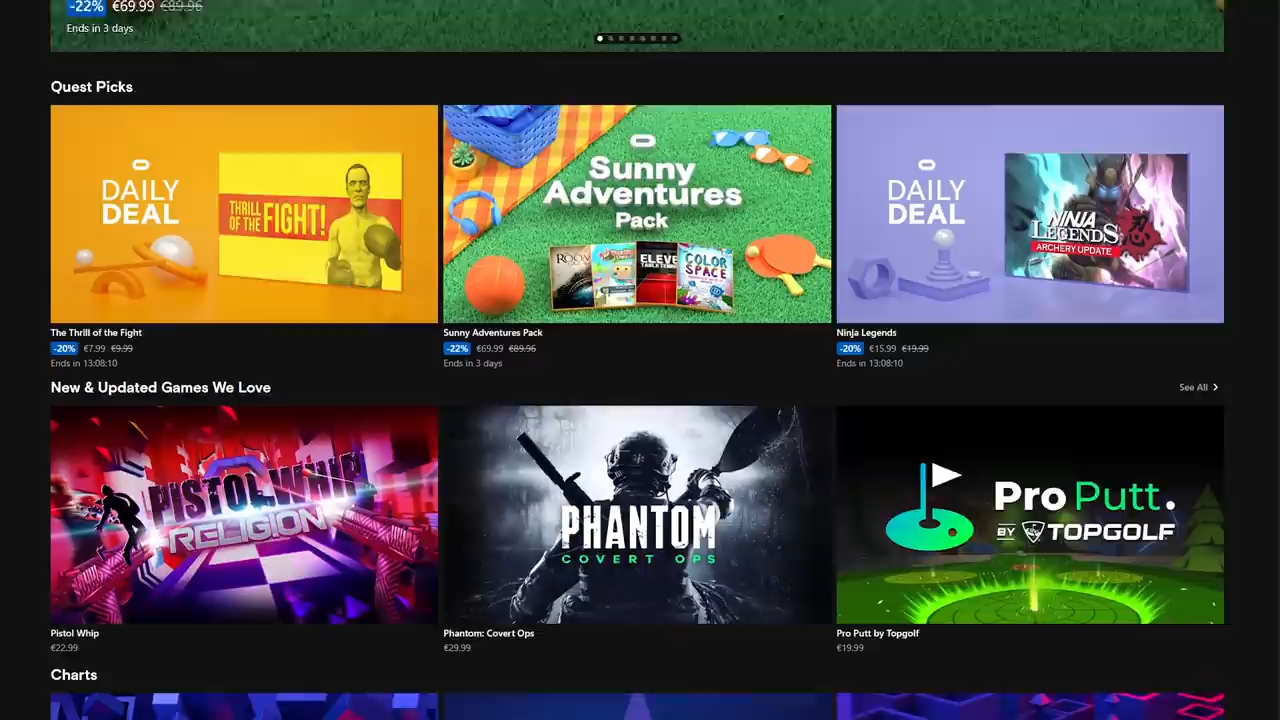 -22% €69.99 €89.96
Ends in 3 days
Quest Picks
DAILY
DEAL
THRILL
OF THE FIGHT!
Sunny
Adventures
Pack
COLOR
SPACE
DAILY
DEAL
NINJA
LEGENDS
ARCHERY UPDATE
The Thrill of the Fight
-20% €7.99 €9.99
Ends in 13:08:10
Sunny Adventures Pack
-22% €69.99 €89.96
Ends in 3 days
Ninja Legends
-20% €15.99 €19.99
Ends in 13:08:10
New & Updated Games We Love
See All
PISTOL WHIP
RELIGION
PHANTOM
COVERT OPS
Pro Putt.
BY TOPGOLF
Pistol Whip
€22.99
Phantom: Covert Ops
€29.99
Pro Putt by Topgolf
€19.99
Charts